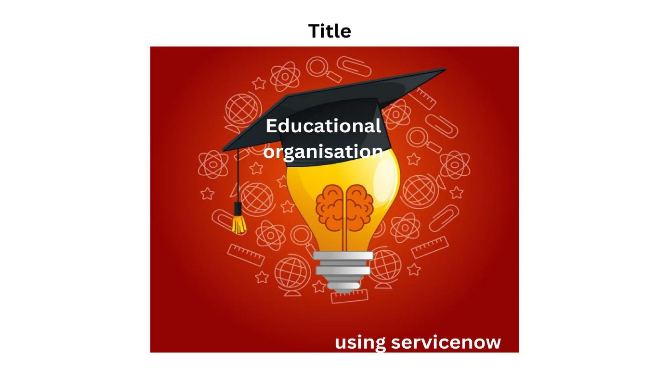 Title
Educational
organisation
using servicenow